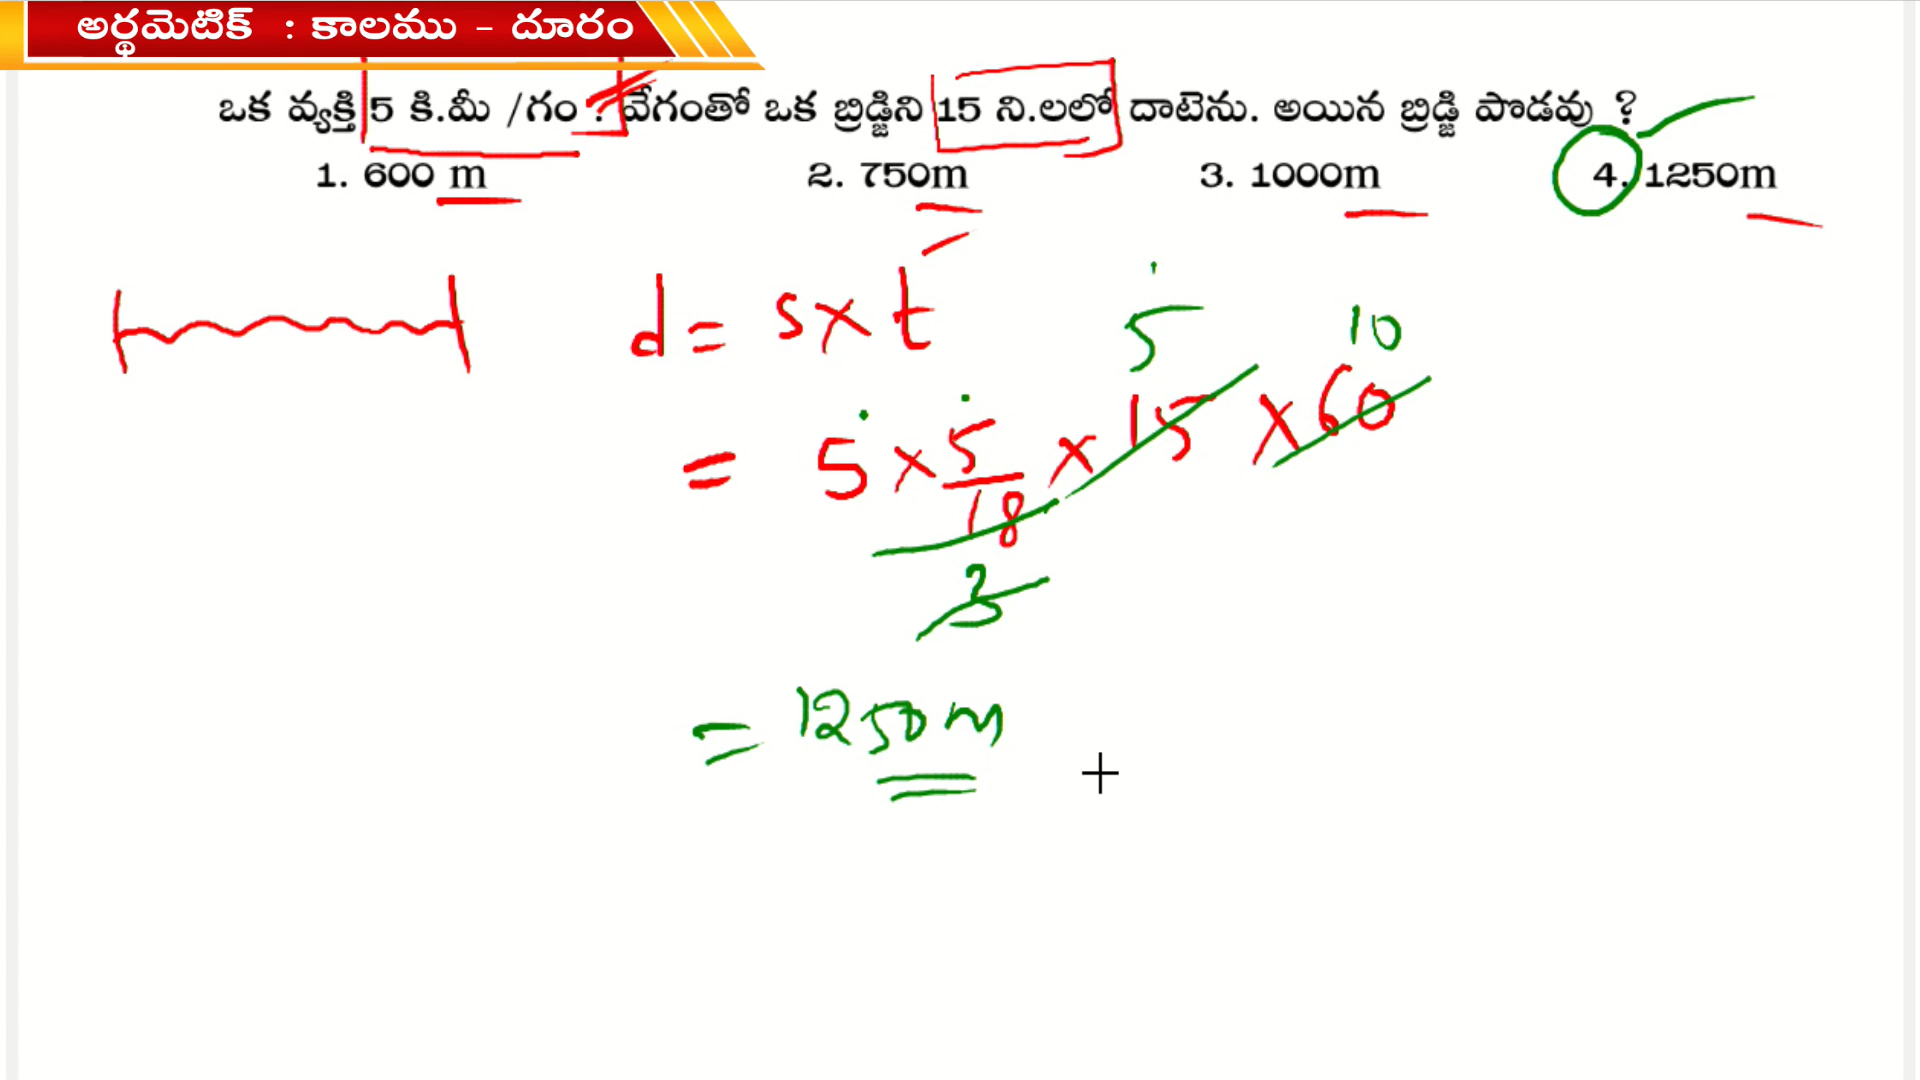 అర్థమెటిక్ : కాలము - దూరం
ఒక వ్యక్తి 5 కి.మీ /గం . వేగంతో ఒక బ్రిడ్జిని 15 ని.లలో దాటెను. అయిన బ్రిడ్జి పొడవు ?
1. 600 m 2. 750m 3. 1000m 4. 1250m
d = s x t
5 10
= 5 x 5/18 x 15 x 60
3
= 1250m